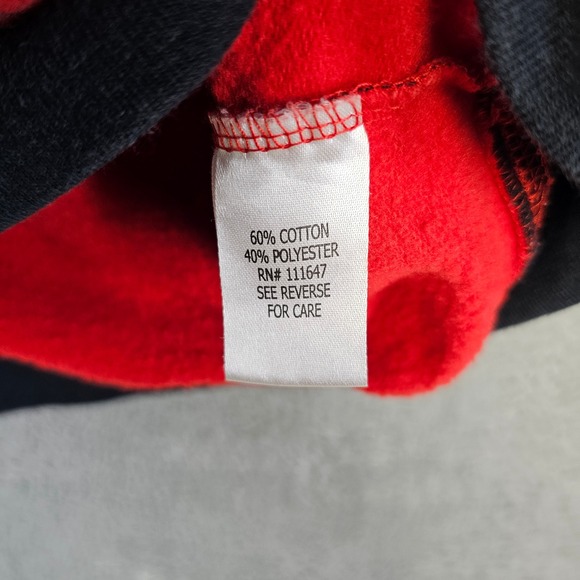 60% COTTON
40% POLYESTER
RN# 111647
SEE REVERSE
FOR CARE